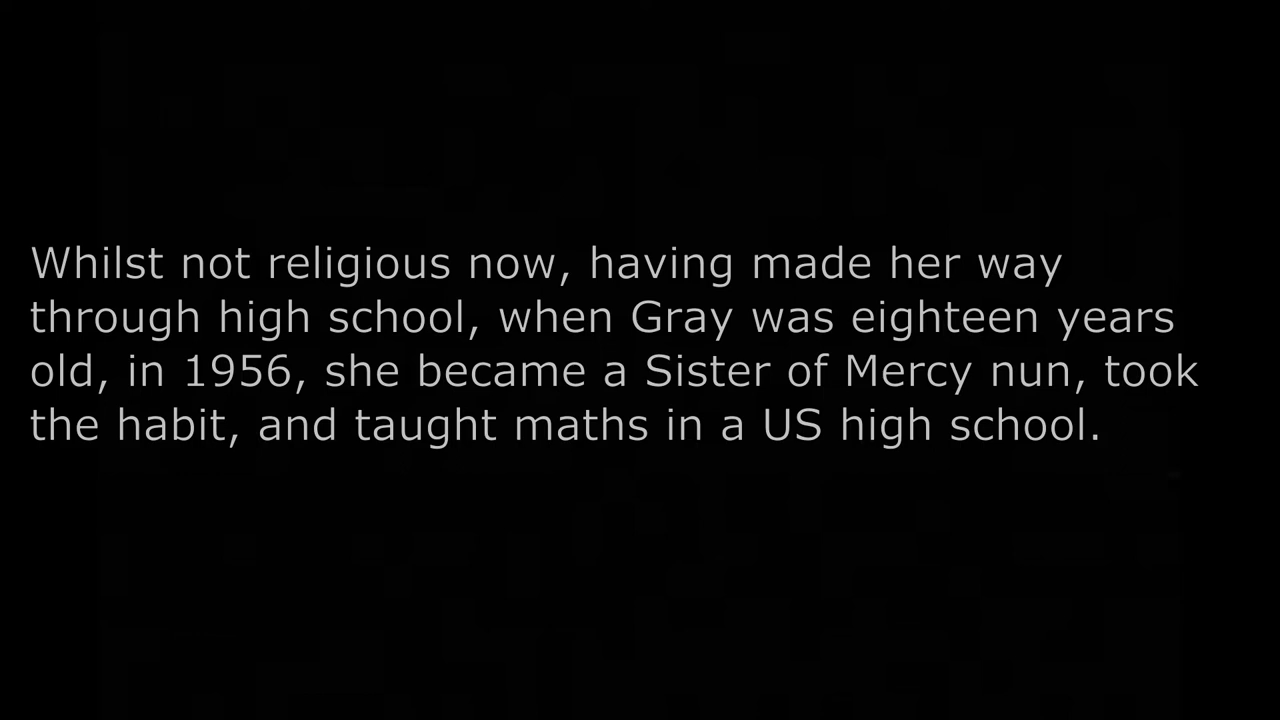 Whilst not religious now, having made her way
through high school, when Gray was eighteen years
old, in 1956, she became a Sister of Mercy nun, took
the habit, and taught maths in a US high school.